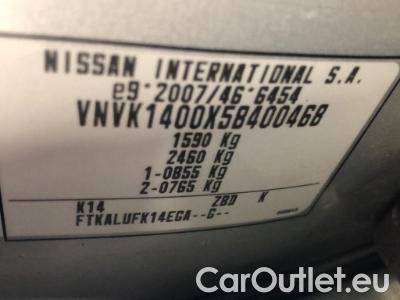 NISSAN INTERNATIONAL S.A.
e9*2007/46*6454
VNVK1400X58400468
1590 Kg
2460 Kg
1-0855 Kg
2-0765 Kg
K14 ZBD K
FTKALUFK14EGA--G--
CarOutlet.eu